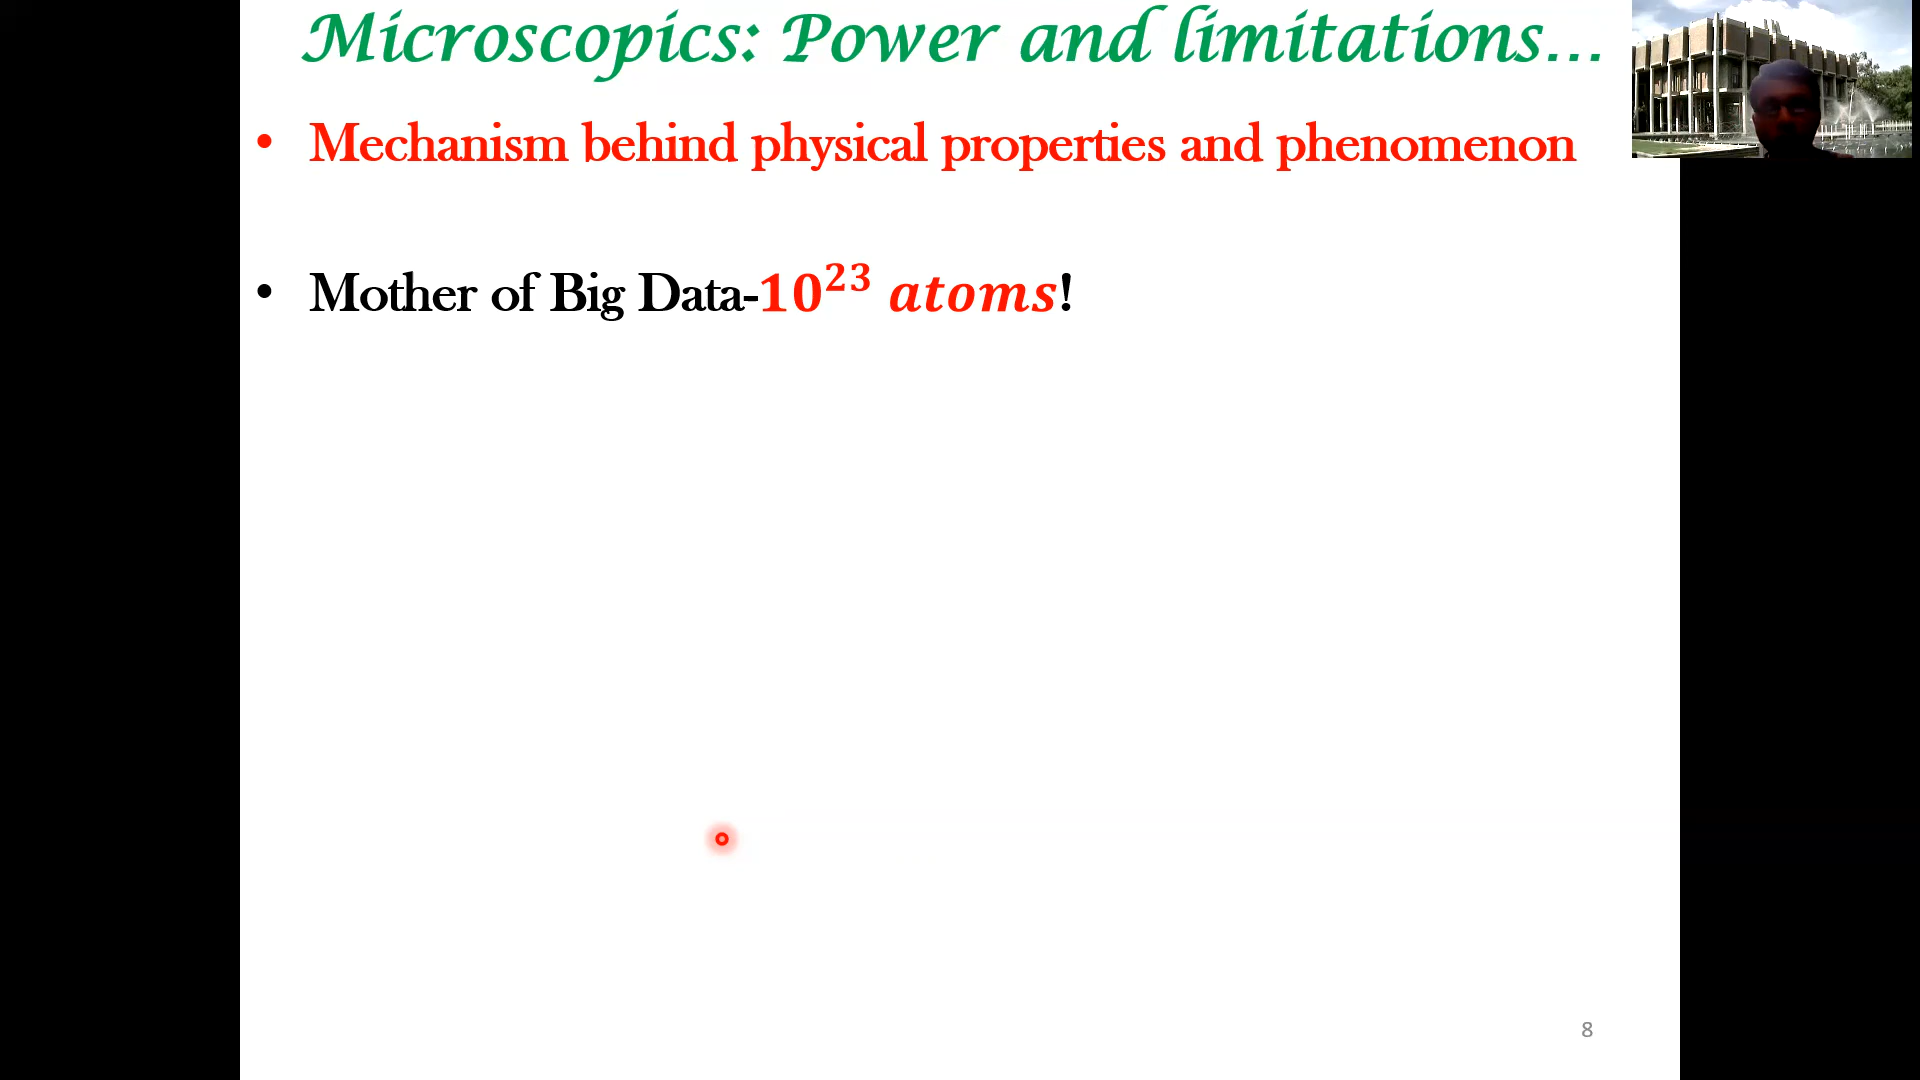 Microscopics: Power and limitations...
• Mechanism behind physical properties and phenomenon
• Mother of Big Data-10²³ atoms!
8